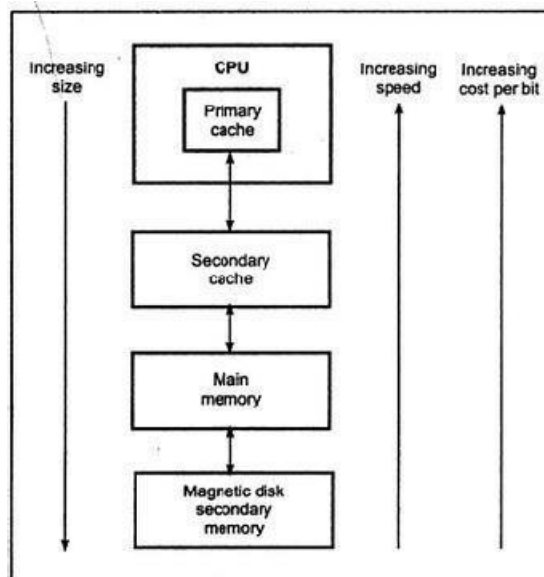 Increasing
size
CPU
Primary
cache
Increasing
speed
Increasing
cost per bit
Secondary
cache
Main
memory
Magnetic disk
secondary
memory